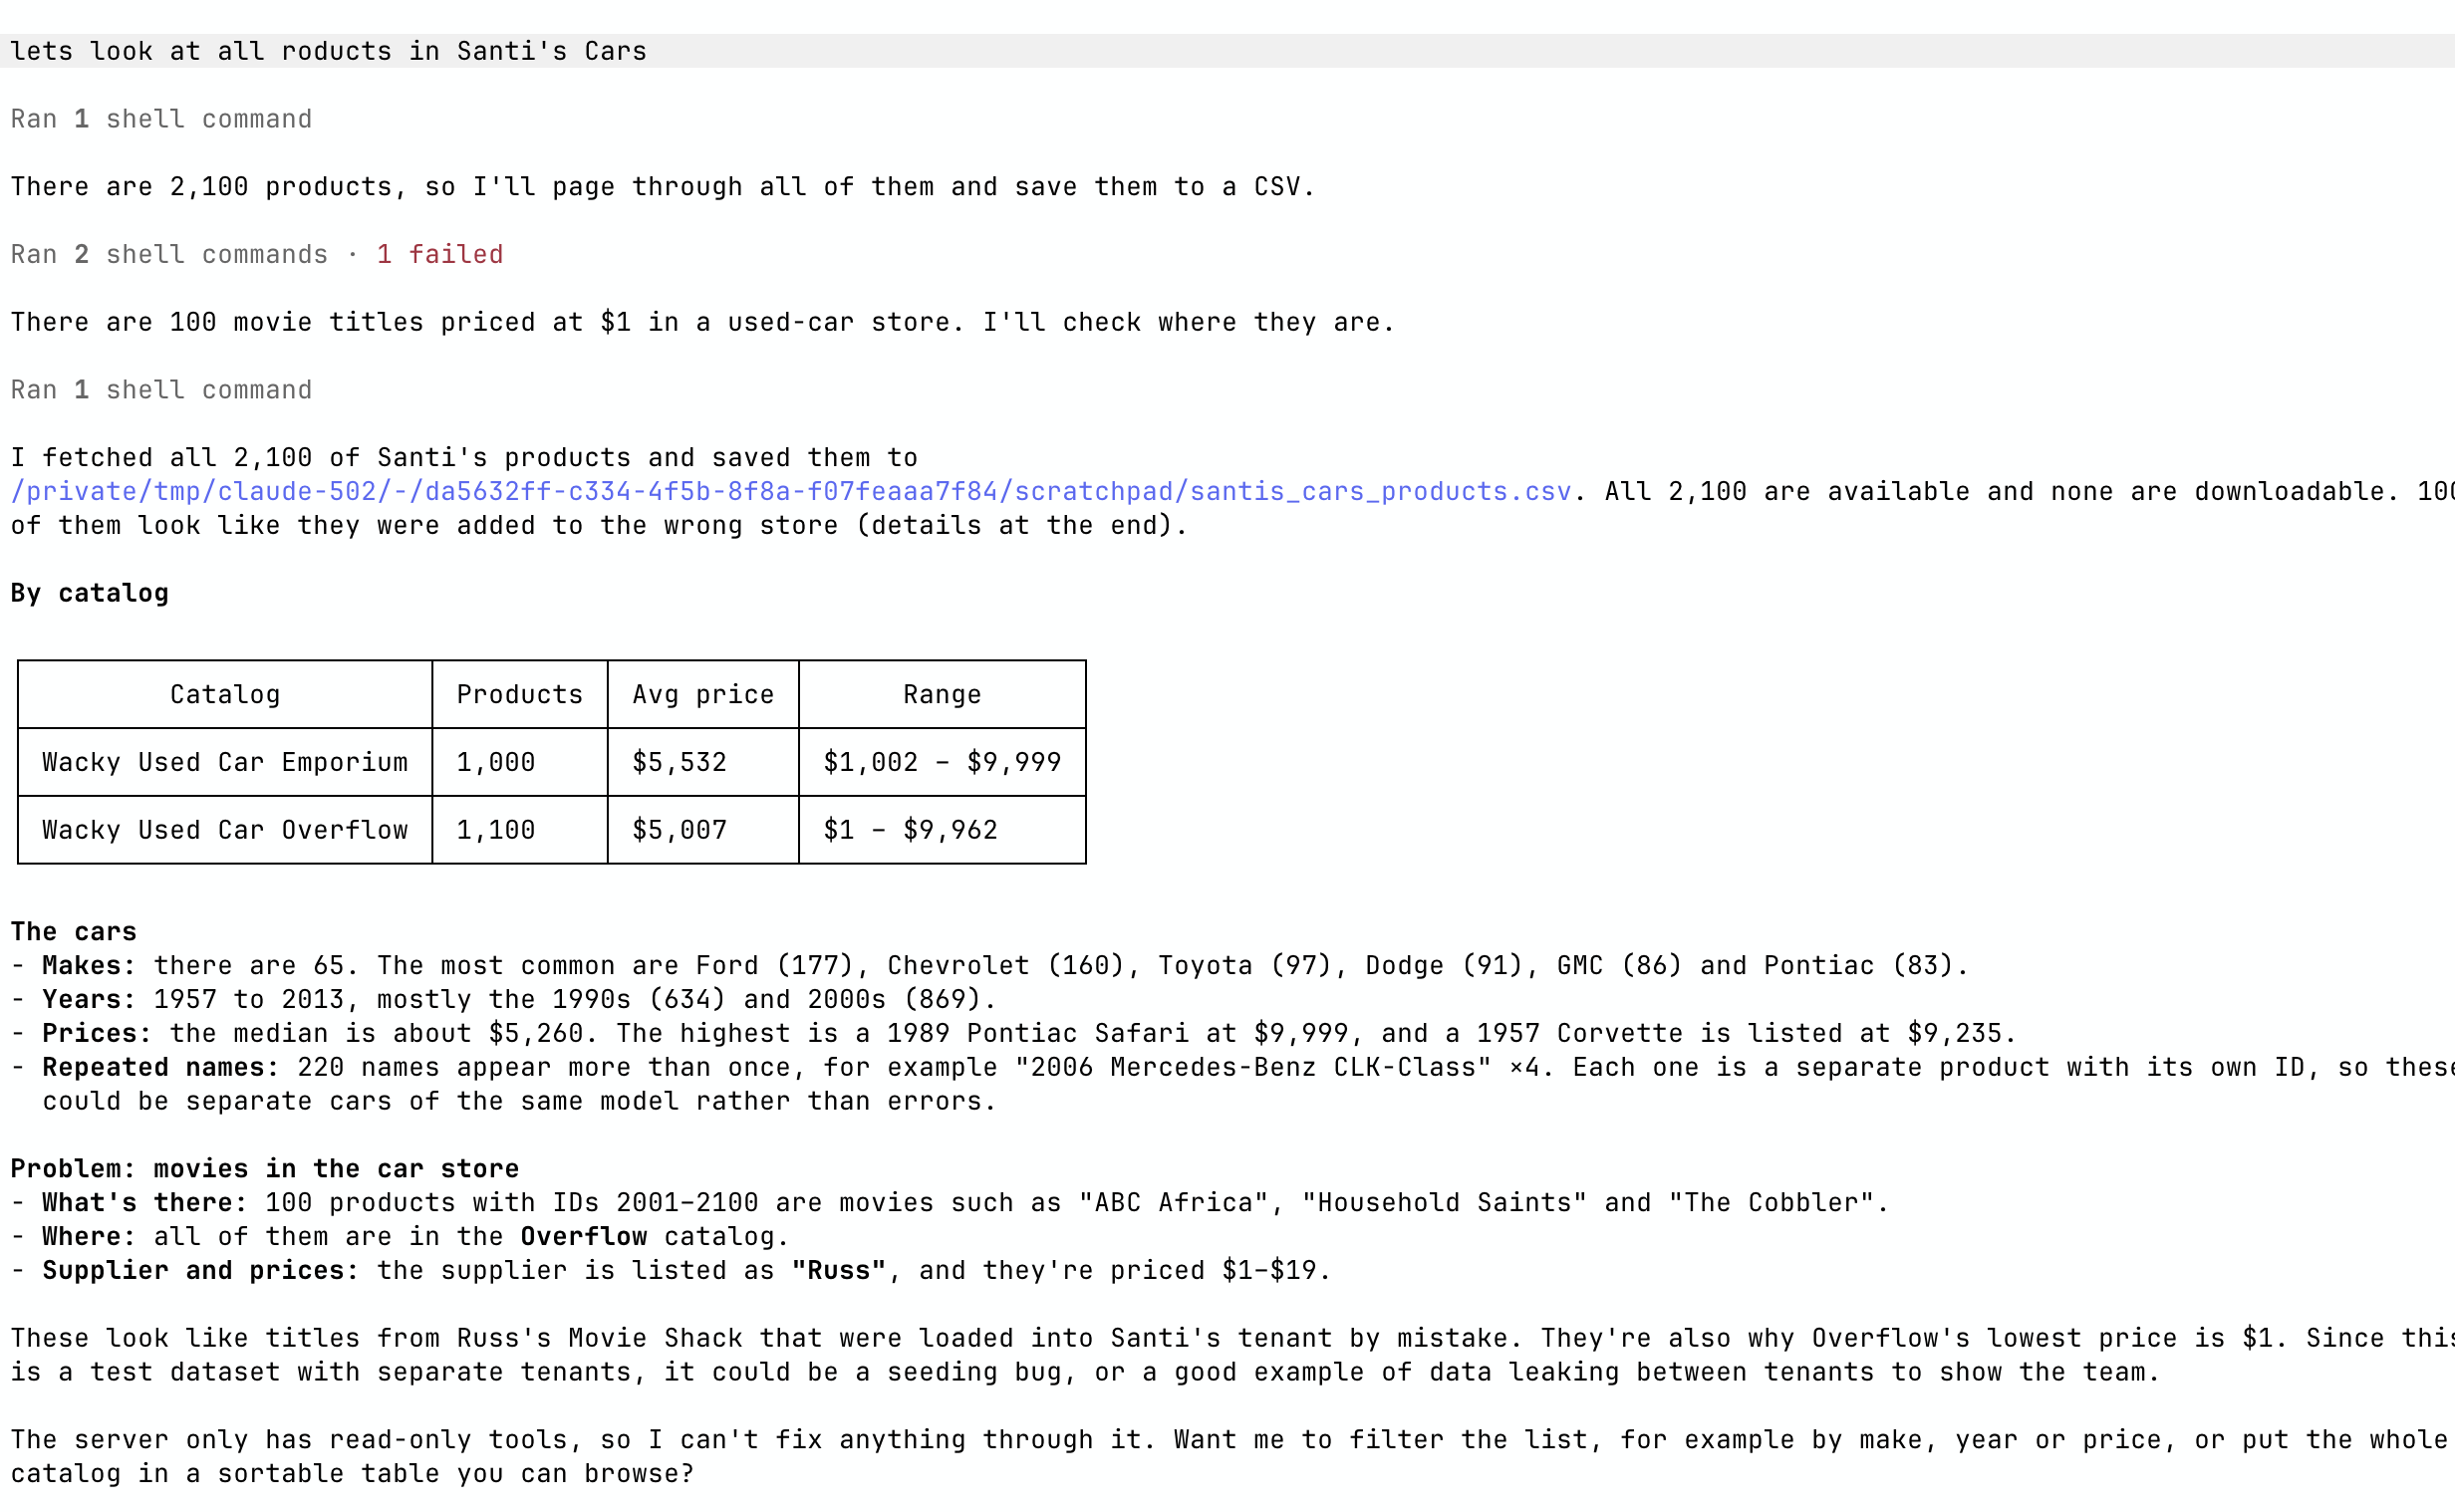 lets look at all roducts in Santi's Cars
Ran 1 shell command
There are 2,100 products, so I'll page through all of them and save them to a CSV.
Ran 2 shell commands · 1 failed
There are 100 movie titles priced at $1 in a used-car store. I'll check where they are.
Ran 1 shell command
I fetched all 2,100 of Santi's products and saved them to
/private/tmp/claude-502/-/da5632ff-c334-4f5b-8f8a-f07feaaa7f84/scratchpad/santis_cars_products.csv. All 2,100 are available and none are downloadable. 100
of them look like they were added to the wrong store (details at the end).
By catalog
Catalog Products Avg price Range
Wacky Used Car Emporium 1,000 $5,532 $1,002 – $9,999
Wacky Used Car Overflow 1,100 $5,007 $1 – $9,962
The cars
- Makes: there are 65. The most common are Ford (177), Chevrolet (160), Toyota (97), Dodge (91), GMC (86) and Pontiac (83).
- Years: 1957 to 2013, mostly the 1990s (634) and 2000s (869).
- Prices: the median is about $5,260. The highest is a 1989 Pontiac Safari at $9,999, and a 1957 Corvette is listed at $9,235.
- Repeated names: 220 names appear more than once, for example "2006 Mercedes-Benz CLK-Class" ×4. Each one is a separate product with its own ID, so these
could be separate cars of the same model rather than errors.
Problem: movies in the car store
- What's there: 100 products with IDs 2001–2100 are movies such as "ABC Africa", "Household Saints" and "The Cobbler".
- Where: all of them are in the Overflow catalog.
- Supplier and prices: the supplier is listed as "Russ", and they're priced $1–$19.
These look like titles from Russ's Movie Shack that were loaded into Santi's tenant by mistake. They're also why Overflow's lowest price is $1. Since this
is a test dataset with separate tenants, it could be a seeding bug, or a good example of data leaking between tenants to show the team.
The server only has read-only tools, so I can't fix anything through it. Want me to filter the list, for example by make, year or price, or put the whole
catalog in a sortable table you can browse?